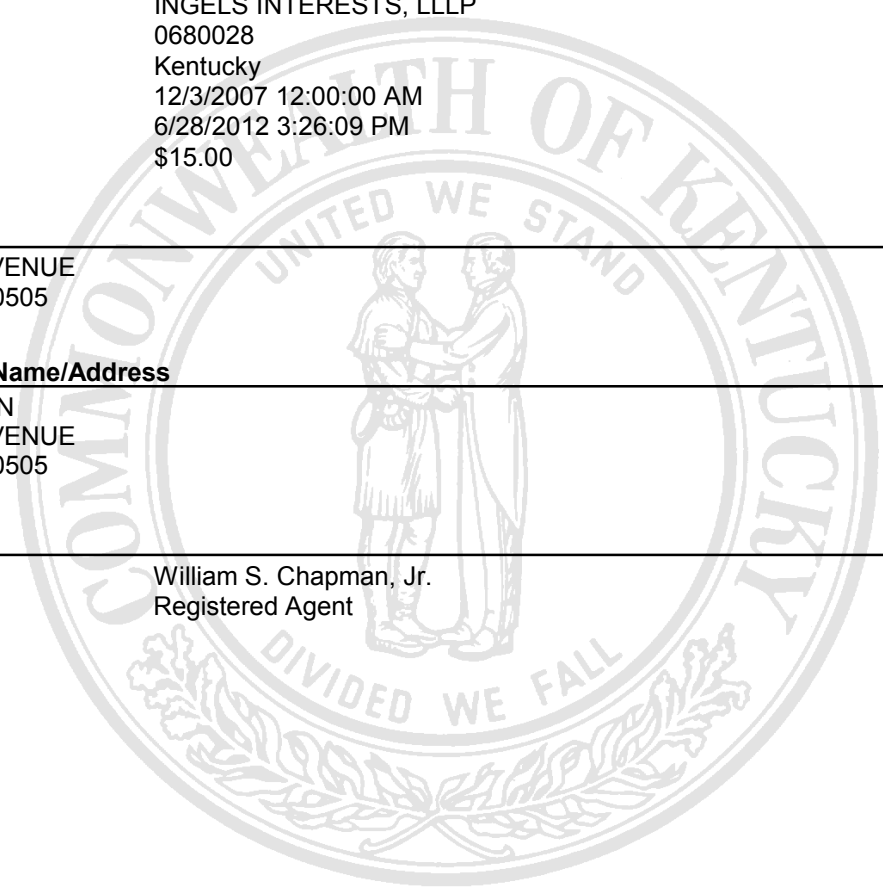 INGELS INTERESTS, LLLP
0680028
Kentucky
12/3/2007 12:00:00 AM
6/28/2012 3:26:09 PM
$15.00
VENUE
0505
Name/Address
N
VENUE
0505
William S. Chapman, Jr.
Registered Agent
COMMONWEALTH OF KENTUCKY
UNITED WE STAND
DIVIDED WE FALL